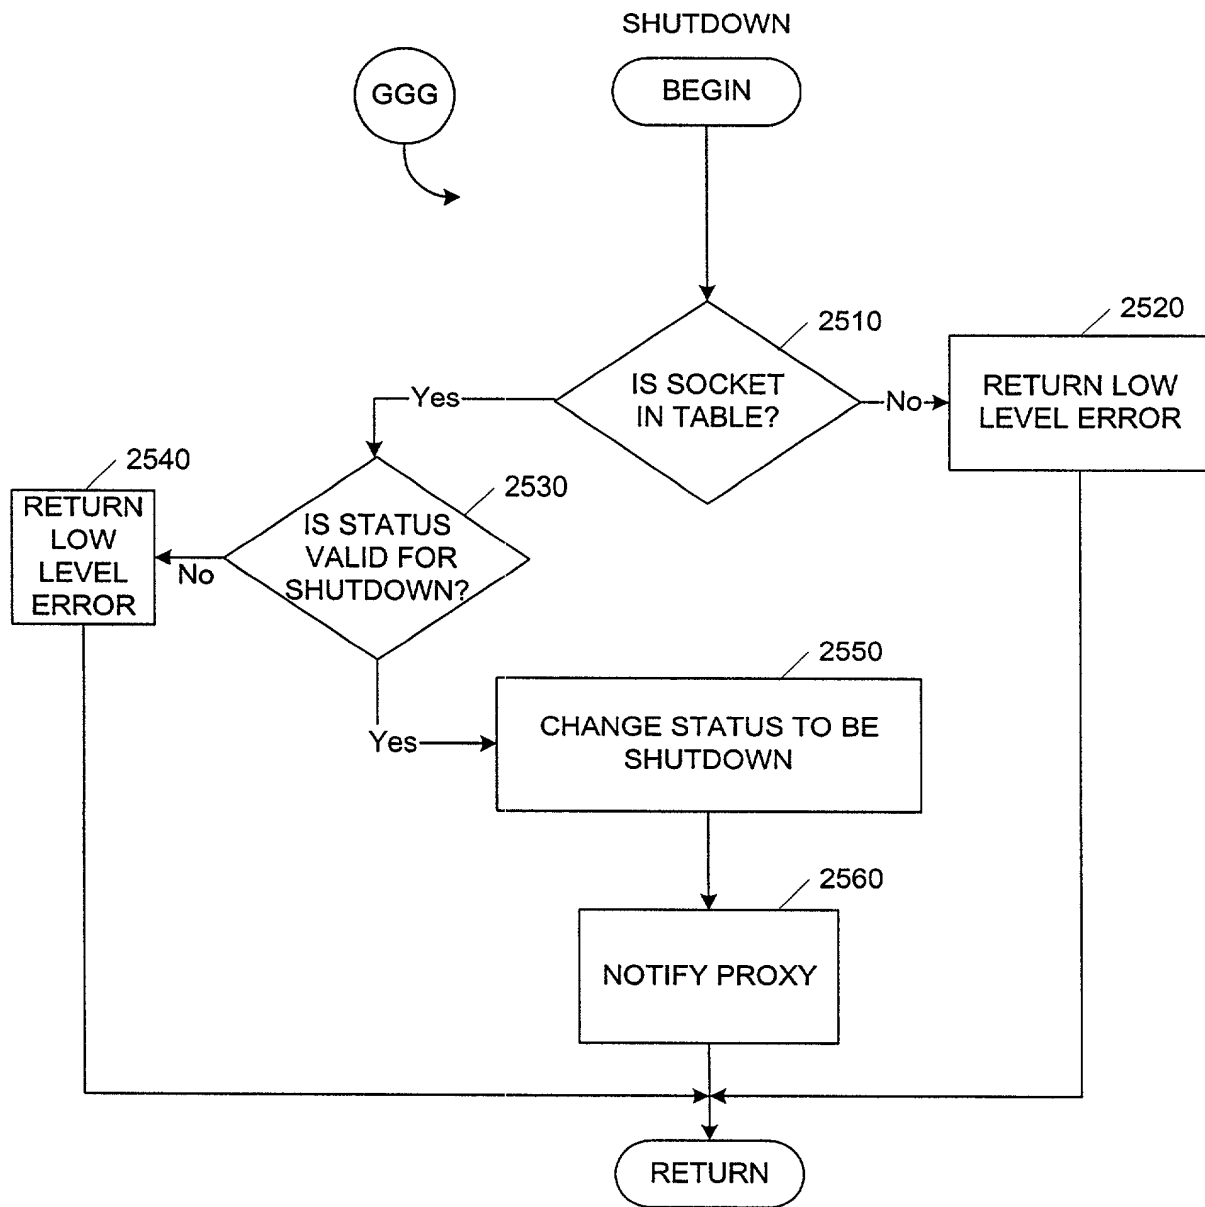 SHUTDOWN
GGG
BEGIN
2510
2520
IS SOCKET
IN TABLE?
Yes
No
RETURN LOW
LEVEL ERROR
2540
2530
RETURN
LOW
LEVEL
ERROR
IS STATUS
VALID FOR
SHUTDOWN?
No
2550
Yes
CHANGE STATUS TO BE
SHUTDOWN
2560
NOTIFY PROXY
RETURN